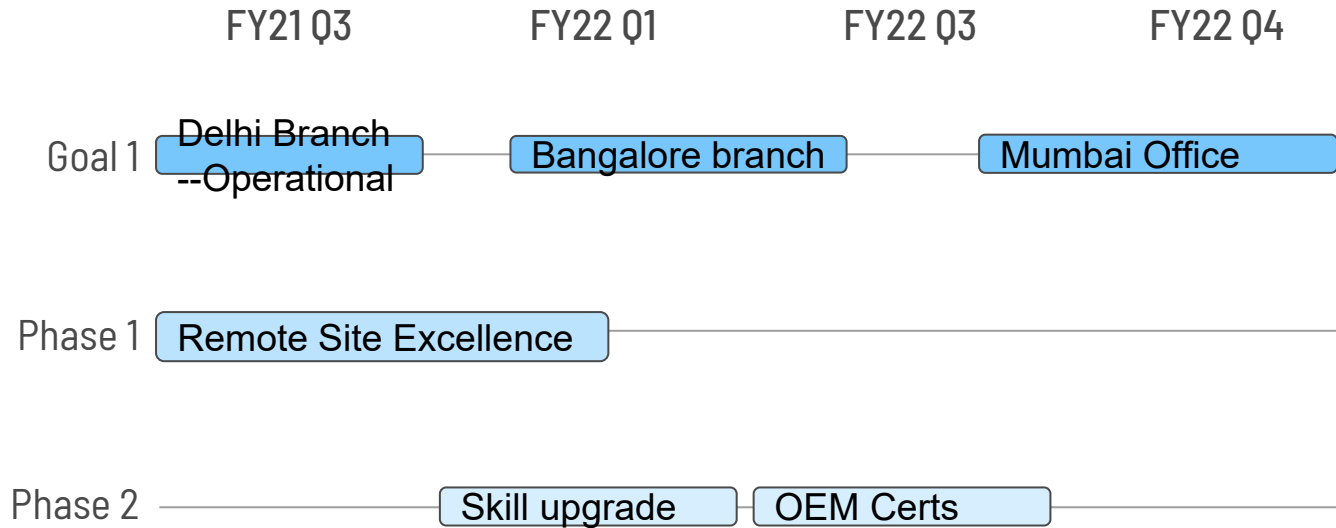 FY21 Q3 FY22 Q1 FY22 Q3 FY22 Q4
Goal 1 Delhi Branch
--Operational Bangalore branch Mumbai Office
Phase 1 Remote Site Excellence
Phase 2 Skill upgrade OEM Certs